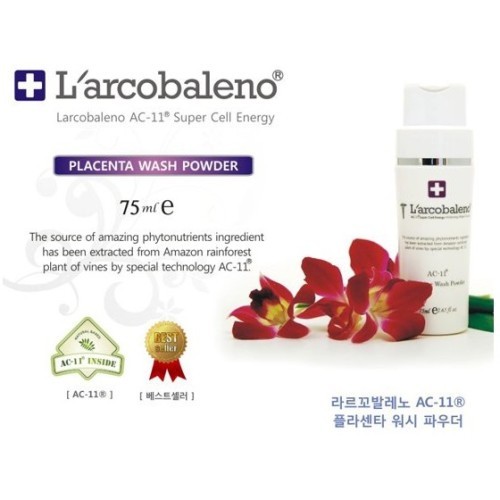 L'arcobaleno®
Larcobaleno AC-11® Super Cell Energy
PLACENTA WASH POWDER
75 ml e
The source of amazing phytonutrients ingredient
has been extracted from Amazon rainforest
plant of vines by special technology AC-11®.
AC-11® INSIDE
[ AC-11® ]
BEST
Seller
[ 베스트셀러 ]
L'arcobaleno®
AC-11®
Wash Powder
라르꼬발레노 AC-11®
플라센타 워시 파우더